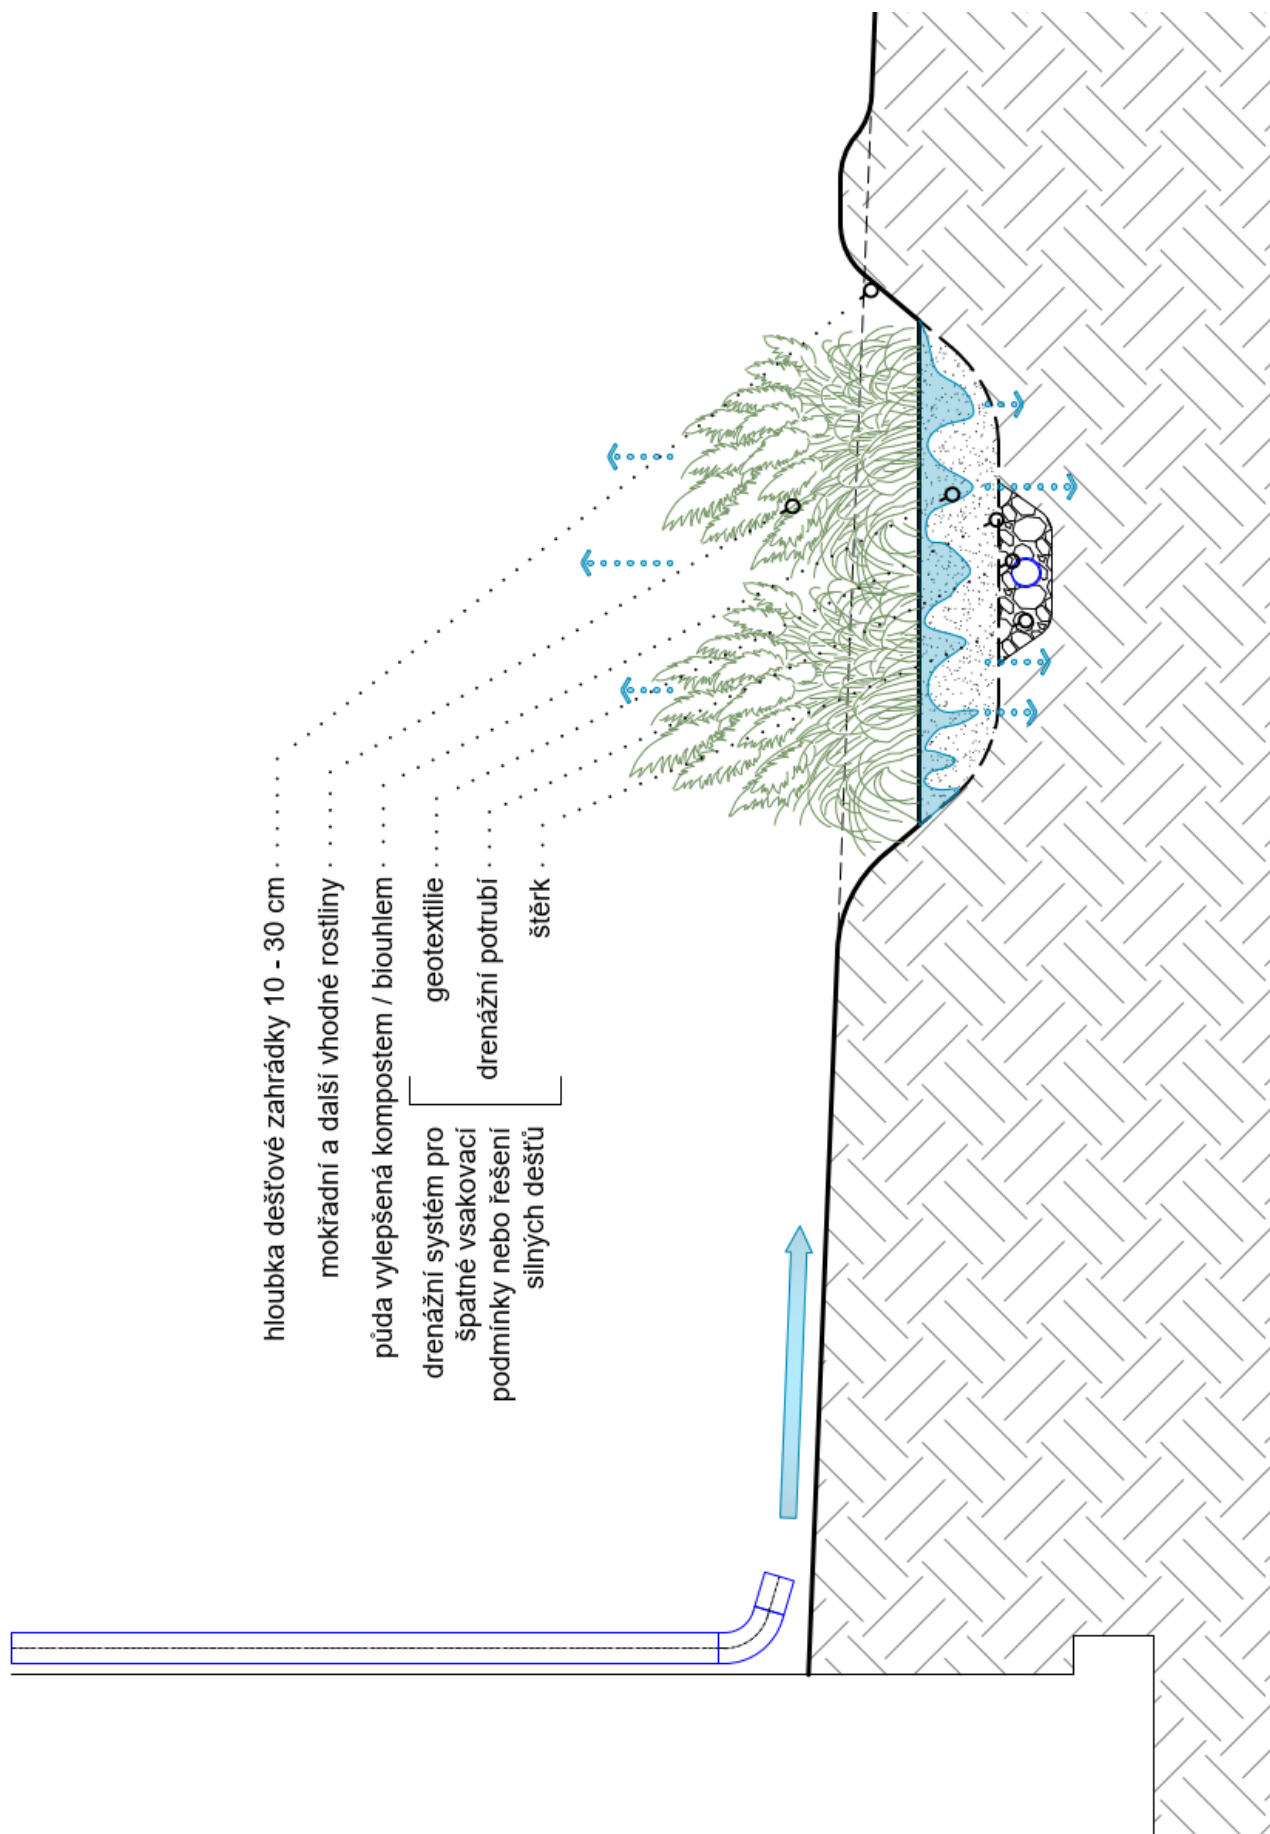 hloubka dešťové zahrádky 10 - 30 cm
mokřadní a další vhodné rostliny
půda vylepšená kompostem / biouhlem
geotextilie
drenážní potrubí
štěrk
drenážní systém pro
špatné vsakovací
podmínky nebo řešení
silných dešťů